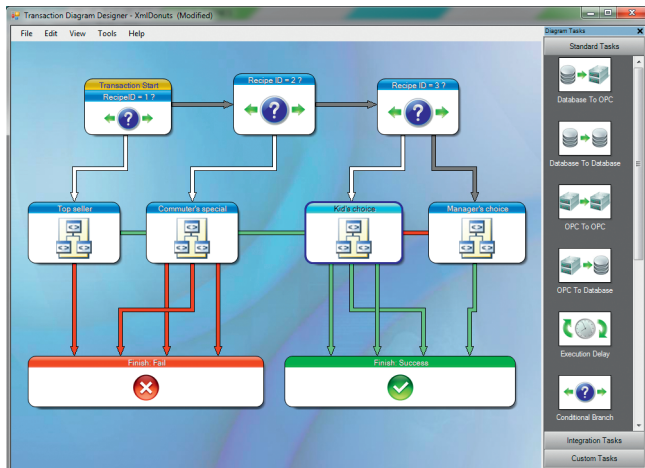 Transaction Diagram Designer - XmlDonuts (Modified)
File Edit View Tools Help
Transaction Start
RecipeID = 1 ?
Recipe ID = 2 ?
Recipe ID = 3 ?
Top seller
Commuter's special
Kid's choice
Manager's choice
Finish: Fail
Finish: Success
Diagram Tasks
Standard Tasks
Database To OPC
Database To Database
OPC To OPC
OPC To Database
Execution Delay
Conditional Branch
Integration Tasks
Custom Tasks